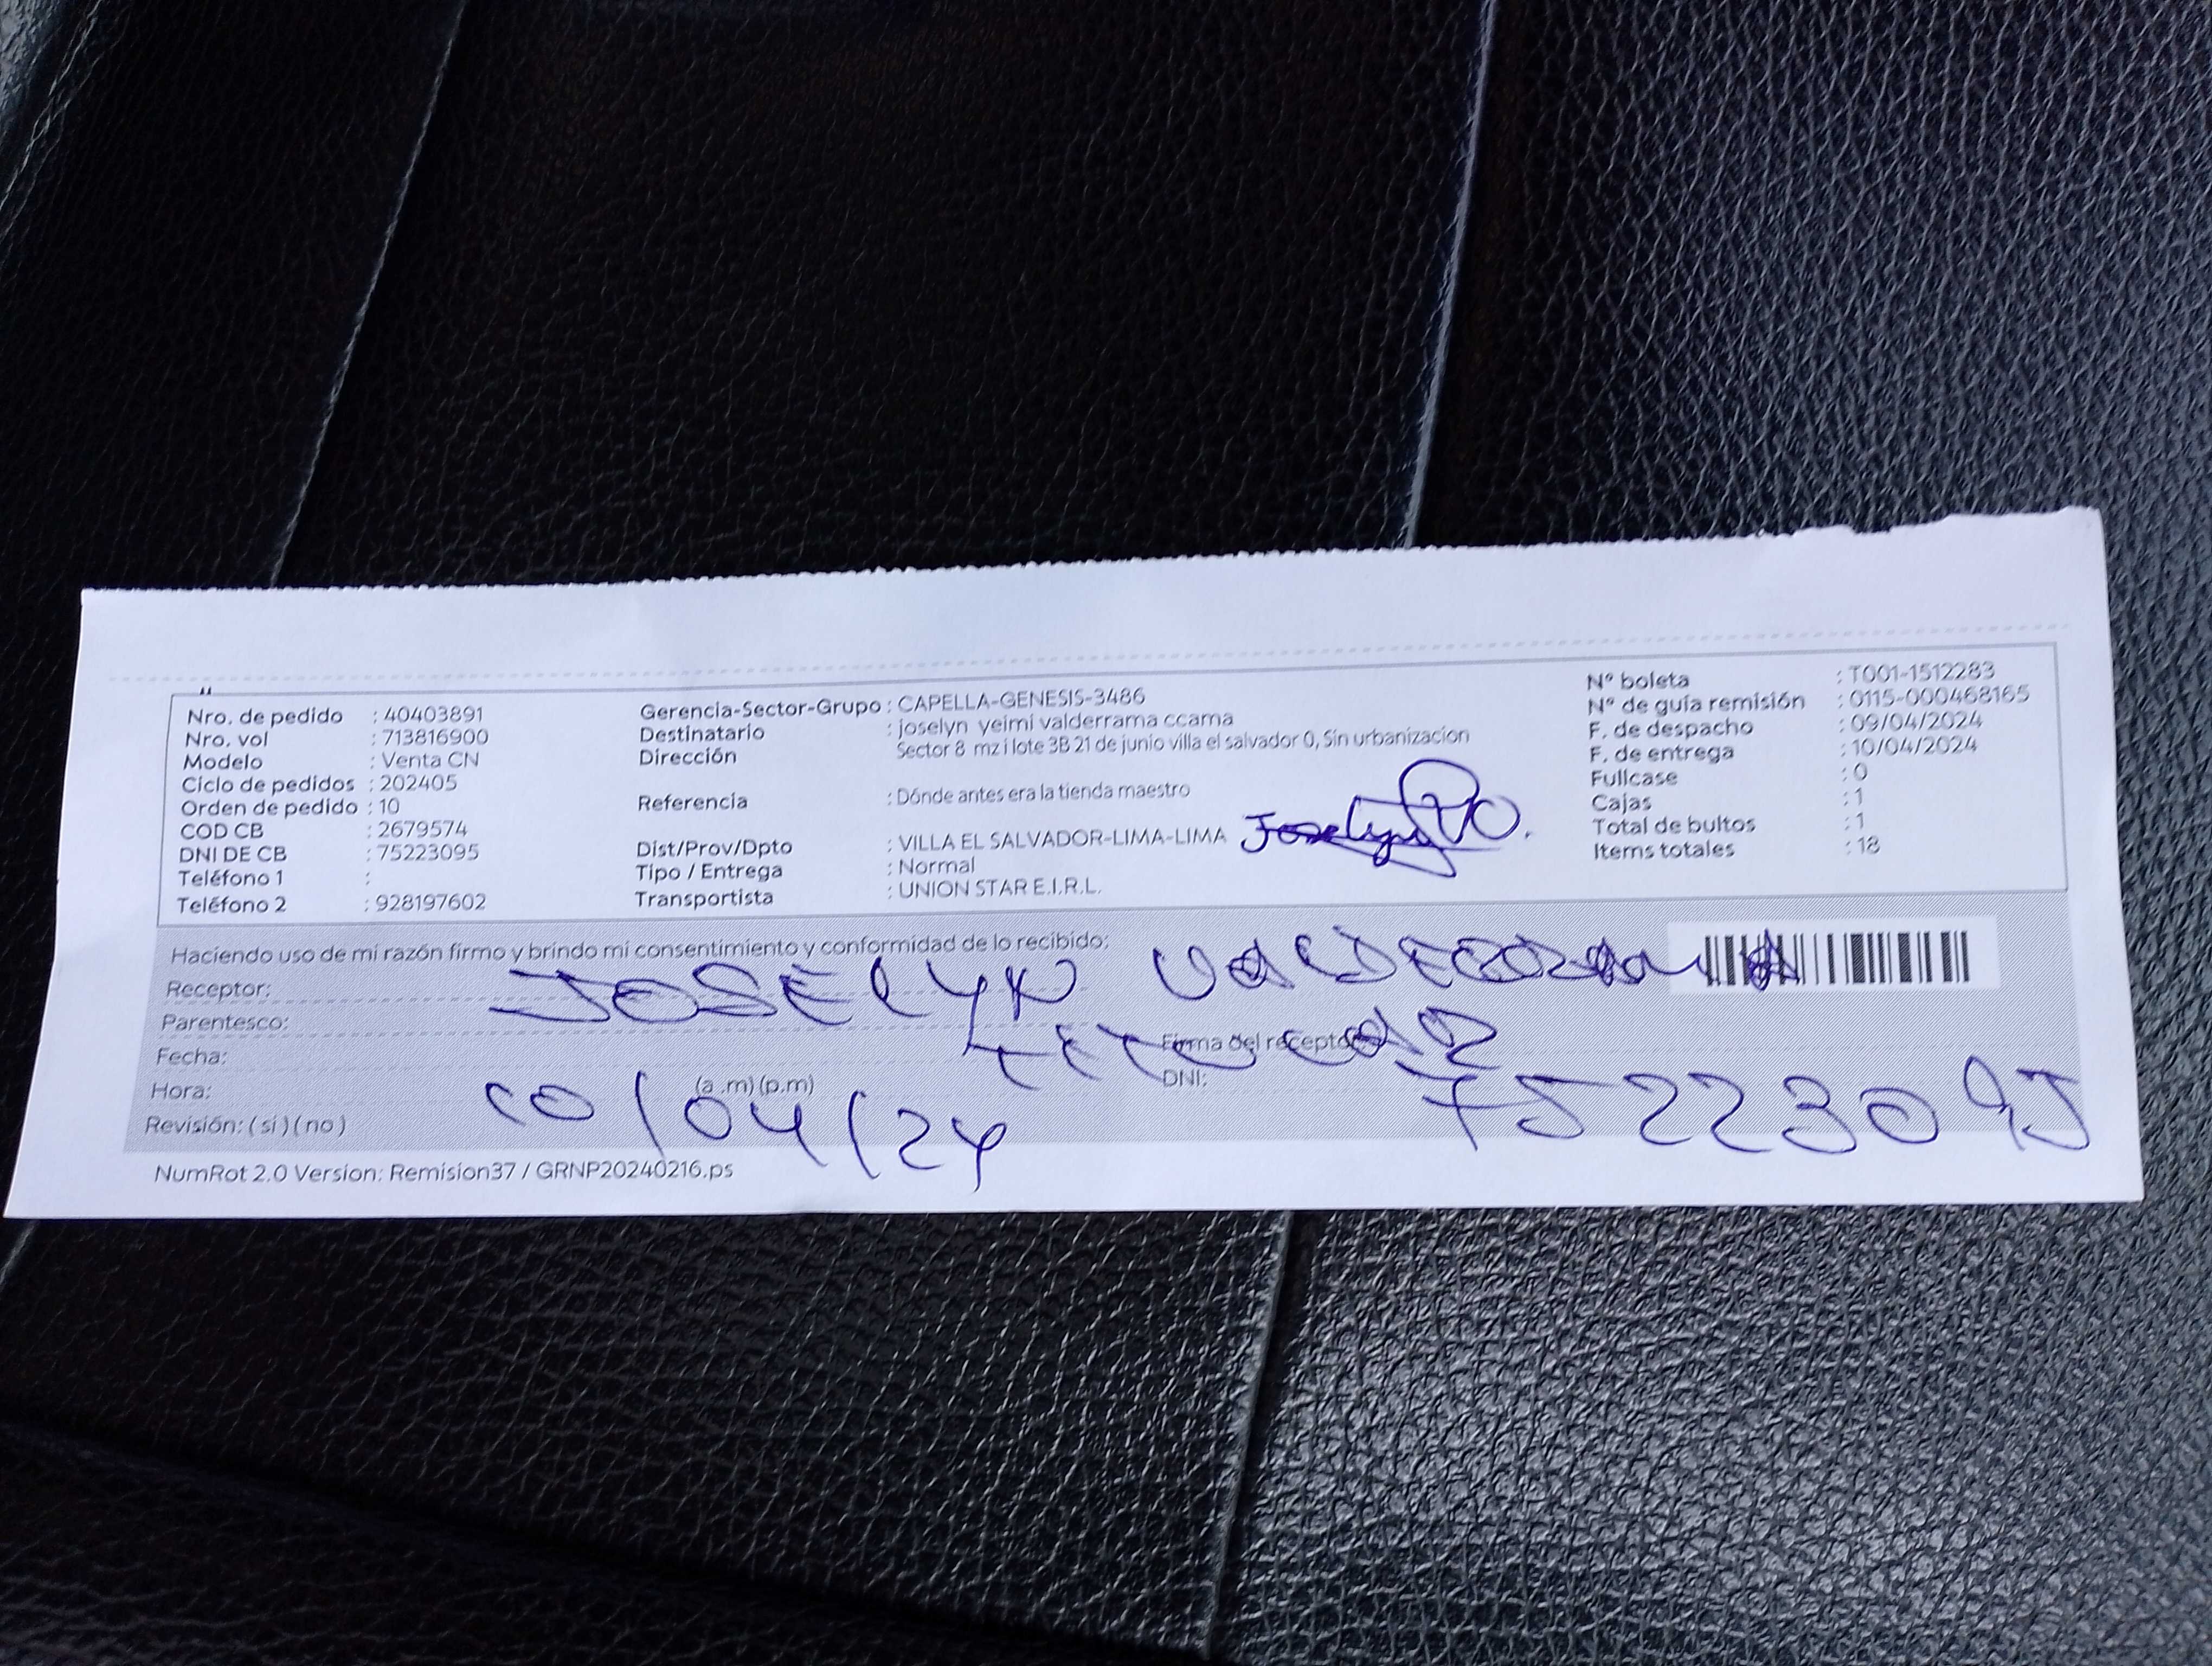 Nro. de pedido : 40403891
Nro. vol : 713816900
Modelo : Venta CN
Ciclo de pedidos : 202405
Orden de pedido : 10
COD CB : 2679574
DNI DE CB : 75223095
Teléfono 1 :
Teléfono 2 : 928197602
Gerencia-Sector-Grupo : CAPELLA-GENESIS-3486
Destinatario : joselyn yeimi valderrama ccama
Dirección Sector 8 mz i lote 3B 21 de junio villa el salvador 0, Sin urbanizacion
Referencia : Dónde antes era la tienda maestro
Dist/Prov/Dpto : VILLA EL SALVADOR-LIMA-LIMA
Tipo / Entrega : Normal
Transportista : UNION STAR E.I.R.L.
Joselyn
Nº boleta : T001-1512283
Nº de guía remisión : 0115-000468165
F. de despacho : 09/04/2024
F. de entrega : 10/04/2024
Fullcase : 0
Cajas : 1
Total de bultos : 1
Items totales : 18
Haciendo uso de mi razón firmo y brindo mi consentimiento y conformidad de lo recibido:
Receptor: JOSELYN VALDERRAMA
Parentesco: TITULAR
Firma del receptor
Fecha:
Hora: (a .m) (p.m) 10/04/24
DNI: 75223095
Revisión: ( si ) ( no )
NumRot 2.0 Version: Remision37 / GRNP20240216.ps